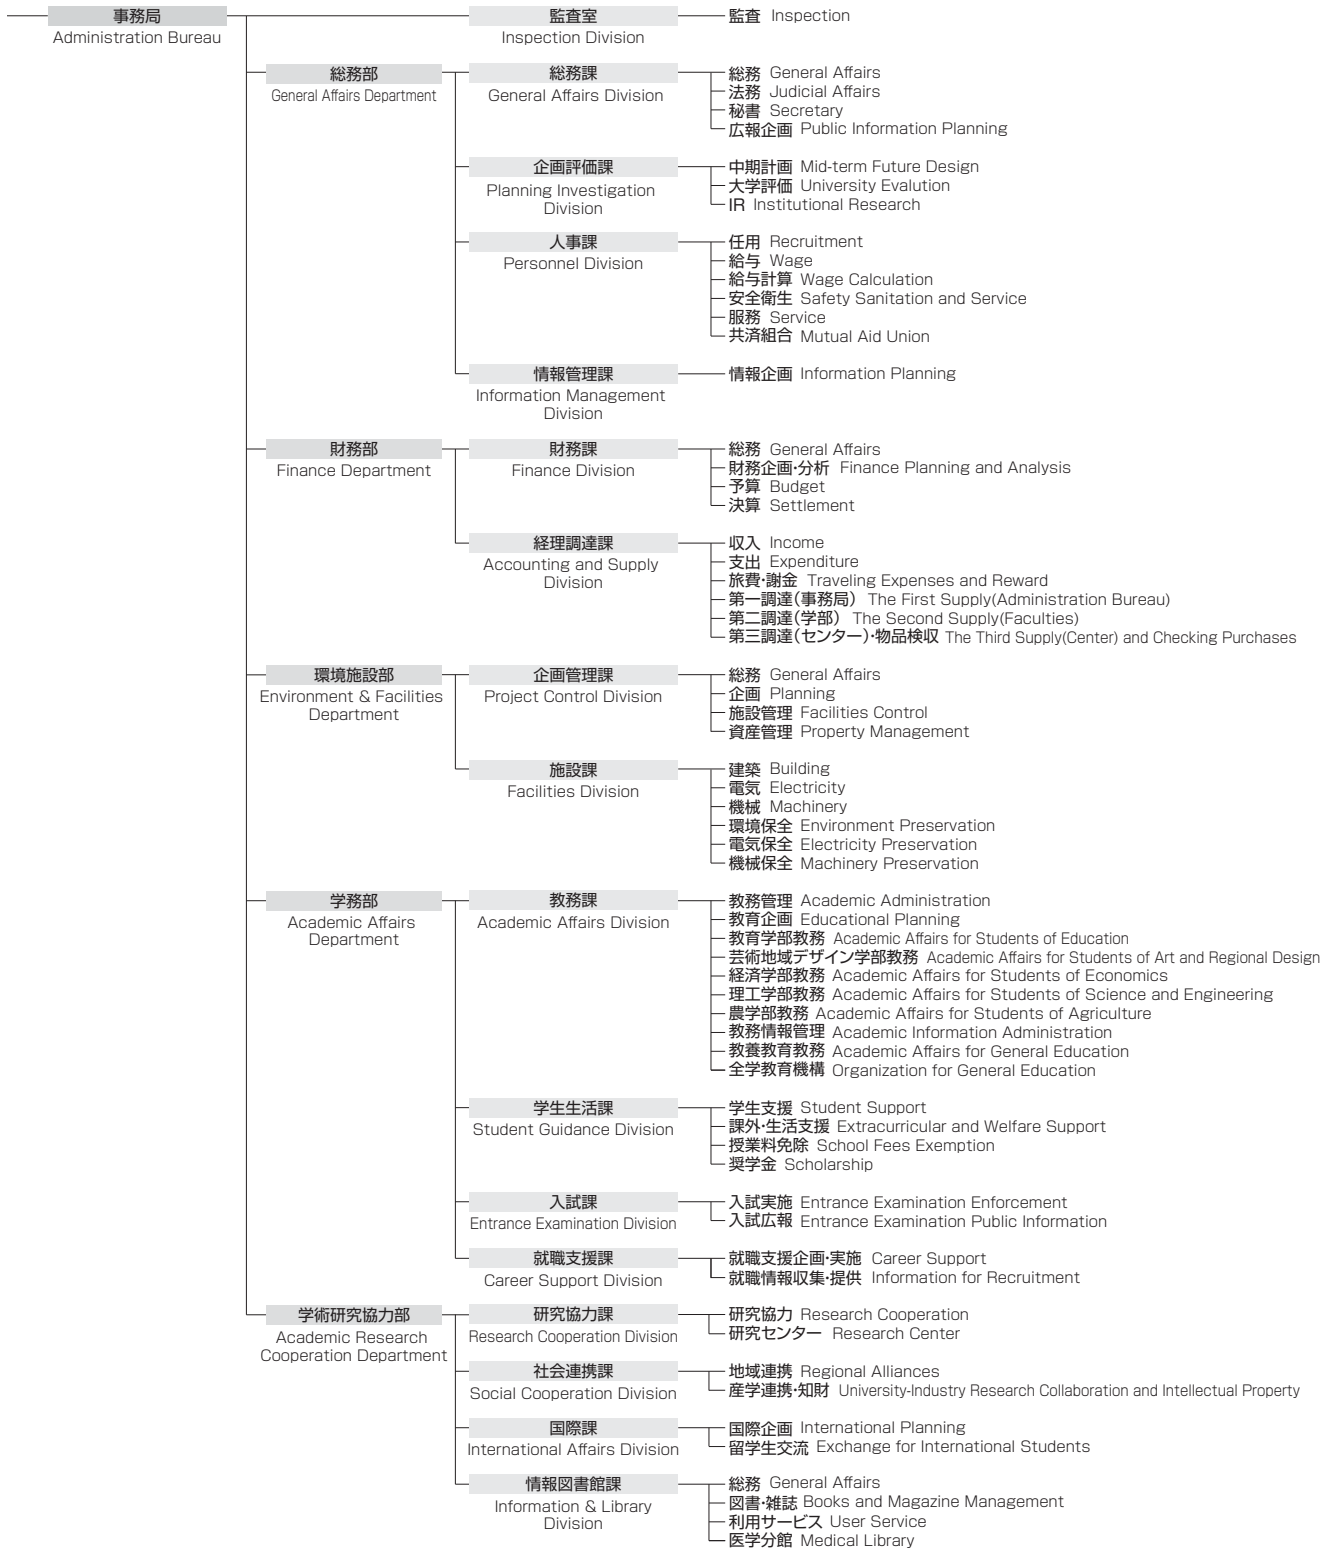 事務局
Administration Bureau
監査室
Inspection Division
監査 Inspection
総務部
General Affairs Department
総務課
General Affairs Division
総務 General Affairs
法務 Judicial Affairs
秘書 Secretary
広報企画 Public Information Planning
企画評価課
Planning Investigation
Division
中期計画 Mid-term Future Design
大学評価 University Evalution
IR Institutional Research
人事課
Personnel Division
任用 Recruitment
給与 Wage
給与計算 Wage Calculation
安全衛生 Safety Sanitation and Service
服務 Service
共済組合 Mutual Aid Union
情報管理課
Information Management
Division
情報企画 Information Planning
財務部
Finance Department
財務課
Finance Division
総務 General Affairs
財務企画・分析 Finance Planning and Analysis
予算 Budget
決算 Settlement
経理調達課
Accounting and Supply
Division
収入 Income
支出 Expenditure
旅費・謝金 Traveling Expenses and Reward
第一調達（事務局） The First Supply(Administration Bureau)
第二調達（学部） The Second Supply(Faculties)
第三調達（センター）・物品検収 The Third Supply(Center) and Checking Purchases
環境施設部
Environment & Facilities
Department
企画管理課
Project Control Division
総務 General Affairs
企画 Planning
施設管理 Facilities Control
資産管理 Property Management
施設課
Facilities Division
建築 Building
電気 Electricity
機械 Machinery
環境保全 Environment Preservation
電気保全 Electricity Preservation
機械保全 Machinery Preservation
学務部
Academic Affairs
Department
教務課
Academic Affairs Division
教務管理 Academic Administration
教育企画 Educational Planning
教育学部教務 Academic Affairs for Students of Education
芸術地域デザイン学部教務 Academic Affairs for Students of Art and Regional Design
経済学部教務 Academic Affairs for Students of Economics
理工学部教務 Academic Affairs for Students of Science and Engineering
農学部教務 Academic Affairs for Students of Agriculture
教務情報管理 Academic Information Administration
教養教育教務 Academic Affairs for General Education
全学教育機構 Organization for General Education
学生生活課
Student Guidance Division
学生支援 Student Support
課外・生活支援 Extracurricular and Welfare Support
授業料免除 School Fees Exemption
奨学金 Scholarship
入試課
Entrance Examination Division
入試実施 Entrance Examination Enforcement
入試広報 Entrance Examination Public Information
就職支援課
Career Support Division
就職支援企画・実施 Career Support
就職情報収集・提供 Information for Recruitment
学術研究協力部
Academic Research
Cooperation Department
研究協力課
Research Cooperation Division
研究協力 Research Cooperation
研究センター Research Center
社会連携課
Social Cooperation Division
地域連携 Regional Alliances
産学連携・知財 University-Industry Research Collaboration and Intellectual Property
国際課
International Affairs Division
国際企画 International Planning
留学生交流 Exchange for International Students
情報図書館課
Information & Library
Division
総務 General Affairs
図書・雑誌 Books and Magazine Management
利用サービス User Service
医学分館 Medical Library